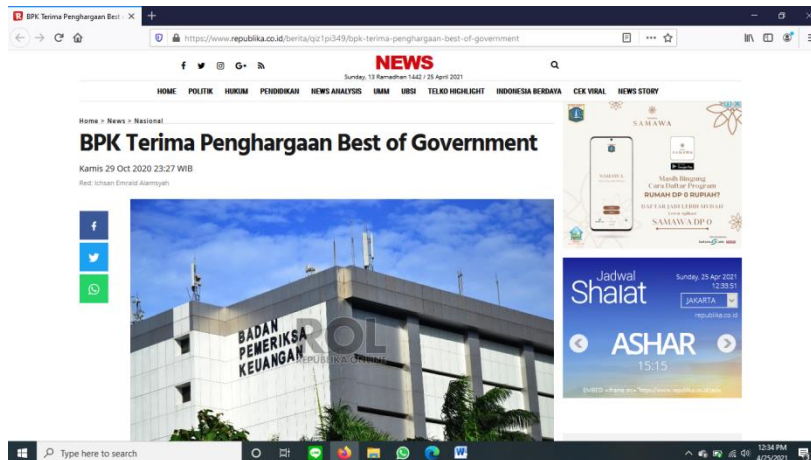 BPK Terima Penghargaan Best
https://www.republika.co.id/berita/qiz1pi349/bpk-terima-penghargaan-best-of-government
NEWS
Sunday, 13 Ramadhan 1442 / 25 April 2021
HOME POLITIK HUKUM PENDIDIKAN NEWS ANALYSIS UMM UBSI TELKO HIGHLIGHT INDONESIA BERDAYA CEK VIRAL NEWS STORY
Home > News > Nasional
BPK Terima Penghargaan Best of Government
Kamis 29 Oct 2020 23:27 WIB
Red: Ichsan Emrald Alamsyah
BADAN
PEMERIKSA
KEUANGAN
ROL
REPUBLIKA ONLINE
SAMAWA
Masih Bingung
Cara Daftar Program
RUMAH DP 0 RUPIAH?
DAFTAR JADI LEBIH MUDAH
SAMAWA DP 0
Jadwal
Shalat
Sunday, 25 Apr 2021
12:33:51
JAKARTA
republika.co.id
ASHAR
15:15
Type here to search
12:34 PM
4/25/2021